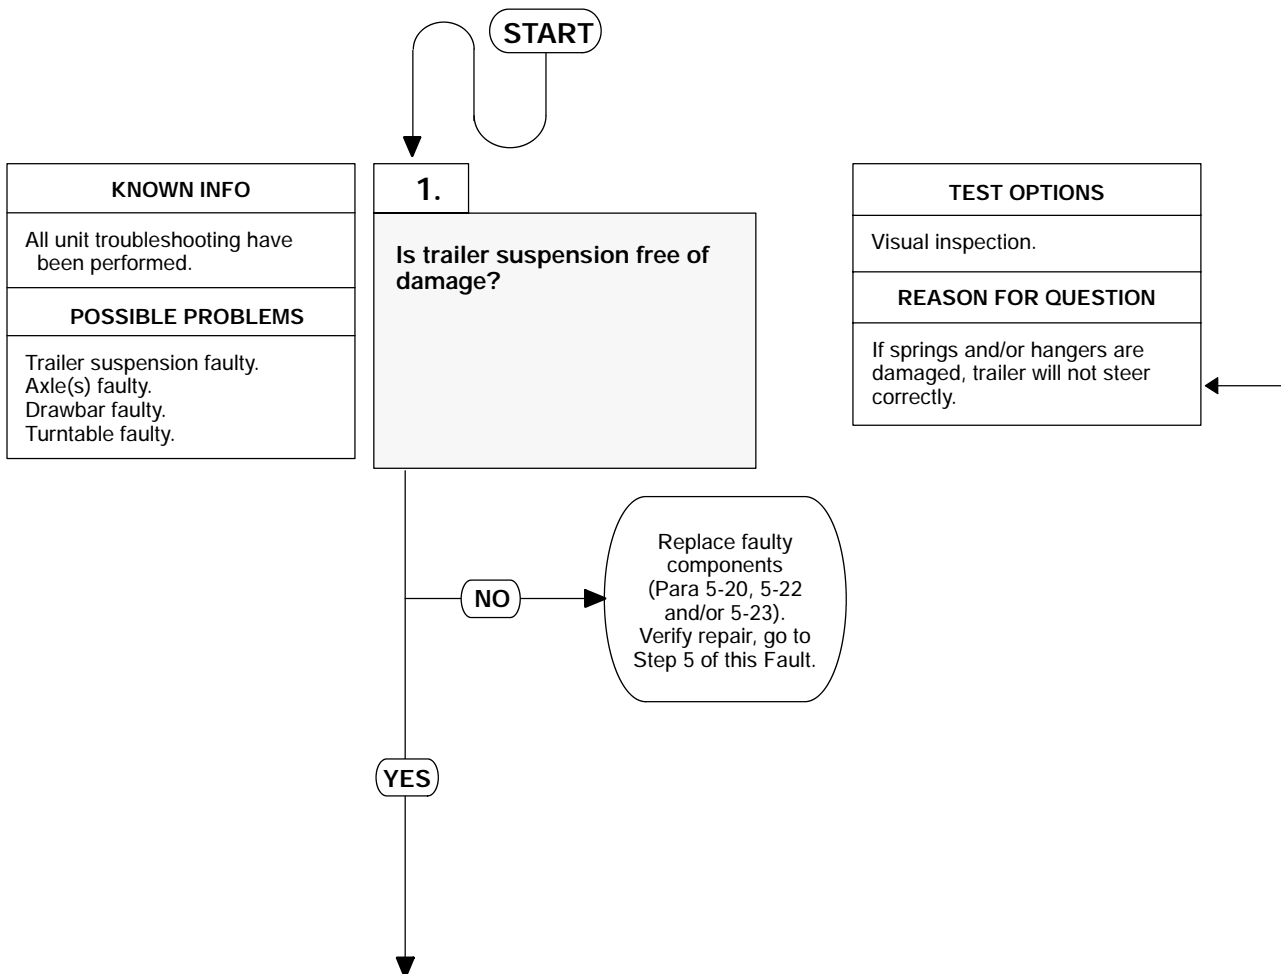 START
KNOWN INFO
All unit troubleshooting have
been performed.
POSSIBLE PROBLEMS
Trailer suspension faulty.
Axle(s) faulty.
Drawbar faulty.
Turntable faulty.
1.
Is trailer suspension free of
damage?
TEST OPTIONS
Visual inspection.
REASON FOR QUESTION
If springs and/or hangers are
damaged, trailer will not steer
correctly.
NO
Replace faulty
components
(Para 5-20, 5-22
and/or 5-23).
Verify repair, go to
Step 5 of this Fault.
YES